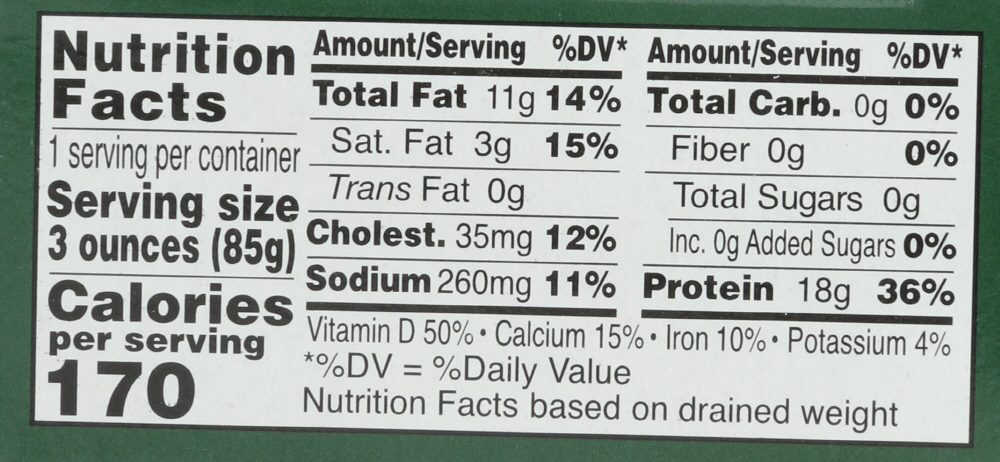 Nutrition
Facts
1 serving per container
Serving size
3 ounces (85g)
Calories
per serving
170
Amount/Serving %DV*
Total Fat 11g 14%
Sat. Fat 3g 15%
Trans Fat 0g
Cholest. 35mg 12%
Sodium 260mg 11%
Amount/Serving %DV*
Total Carb. 0g 0%
Fiber 0g 0%
Total Sugars 0g
Inc. 0g Added Sugars 0%
Protein 18g 36%
Vitamin D 50% • Calcium 15% • Iron 10% • Potassium 4%
*%DV = %Daily Value
Nutrition Facts based on drained weight